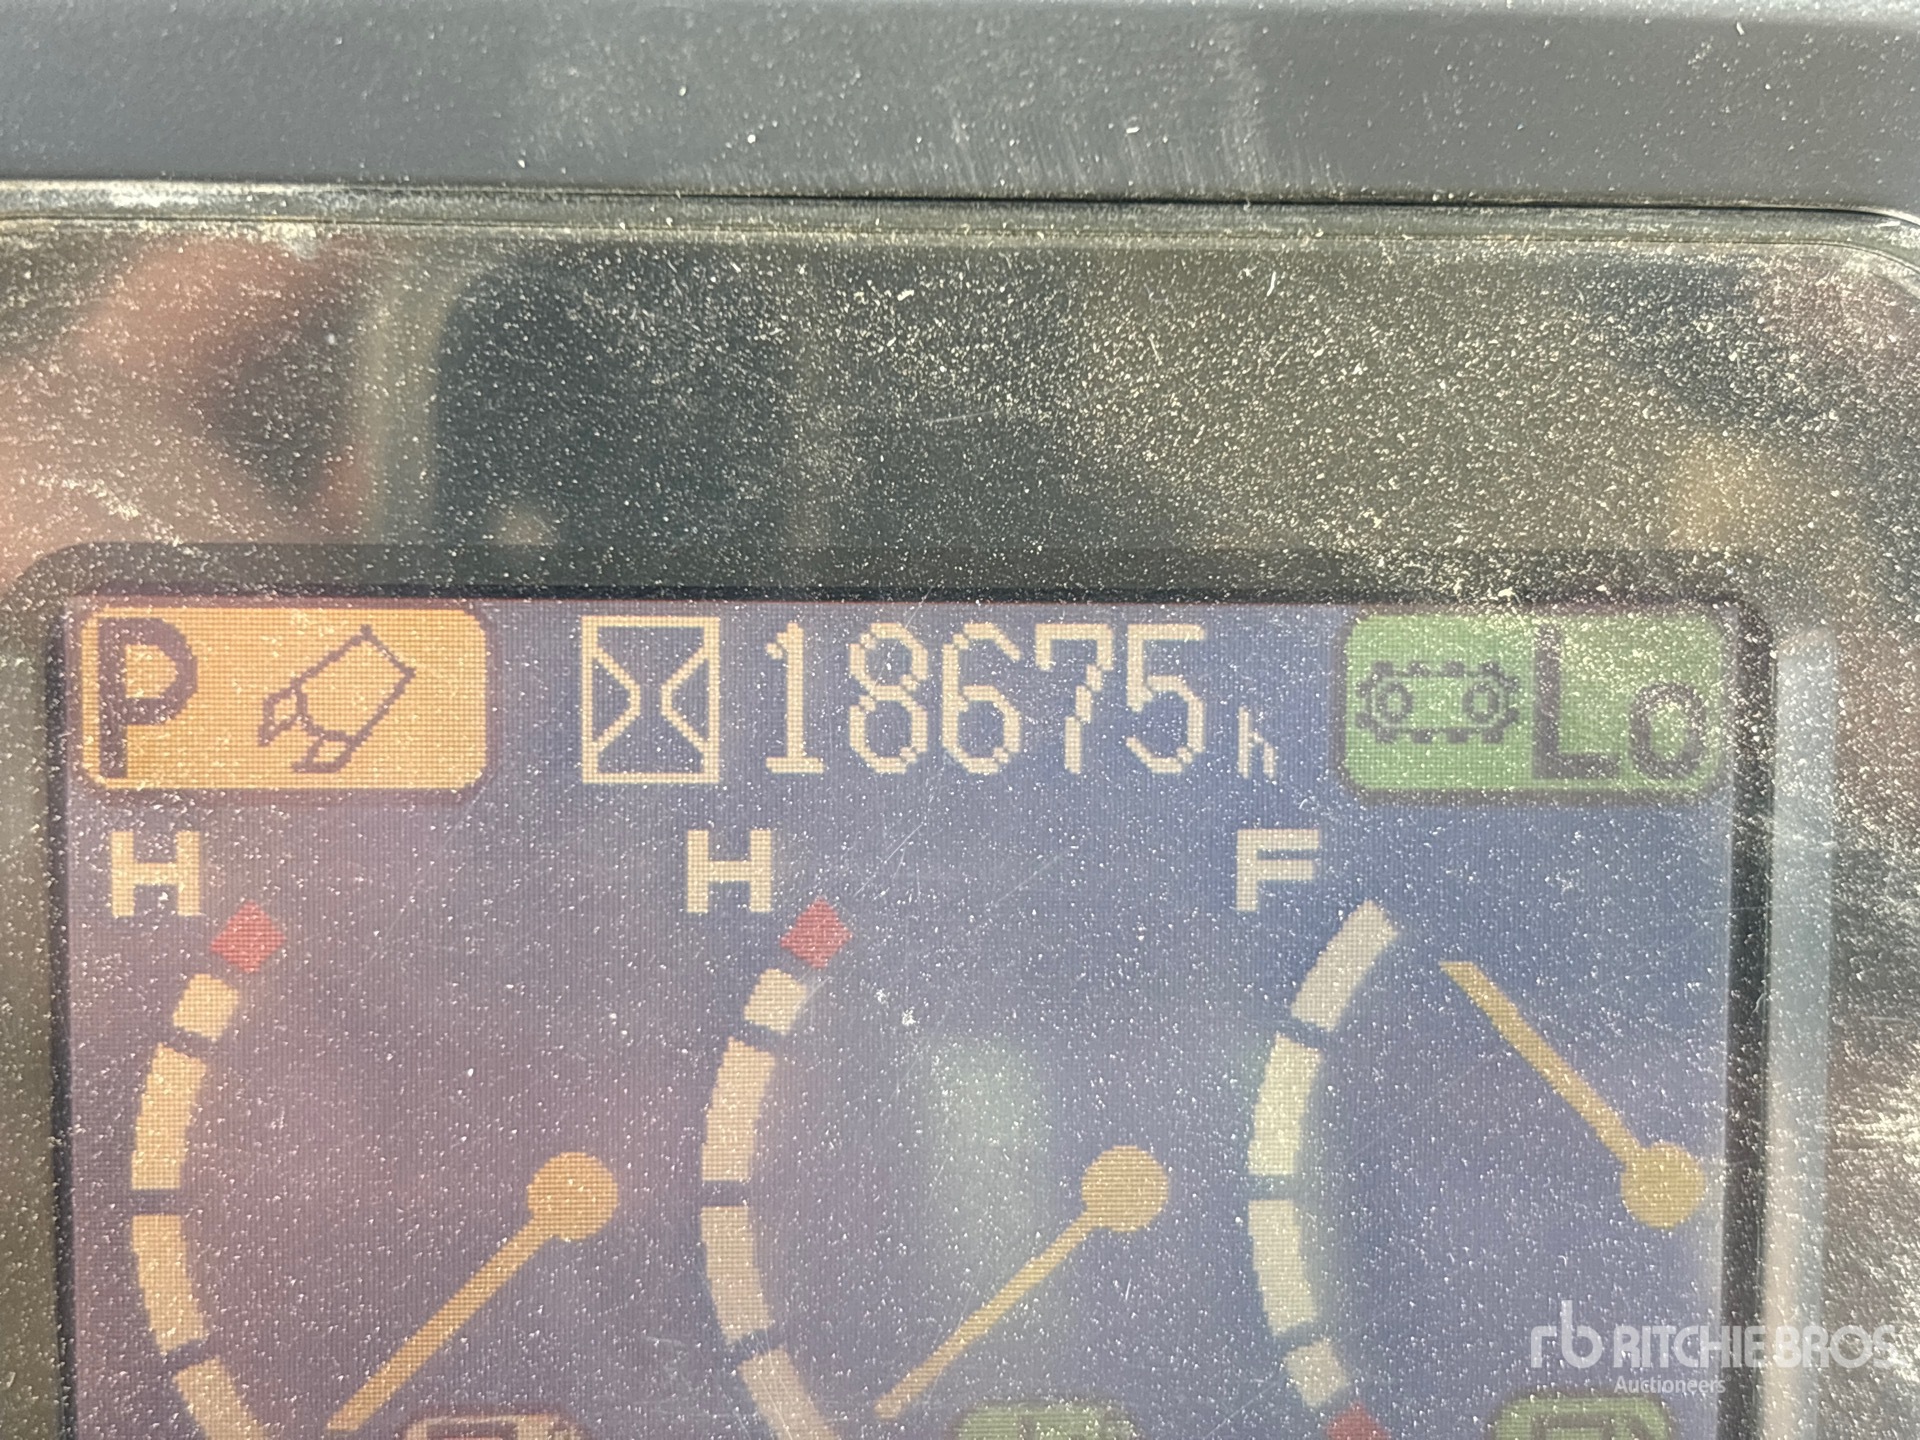 P 18675h Lo
H H F
rb RITCHIE BROS
Auctioneers